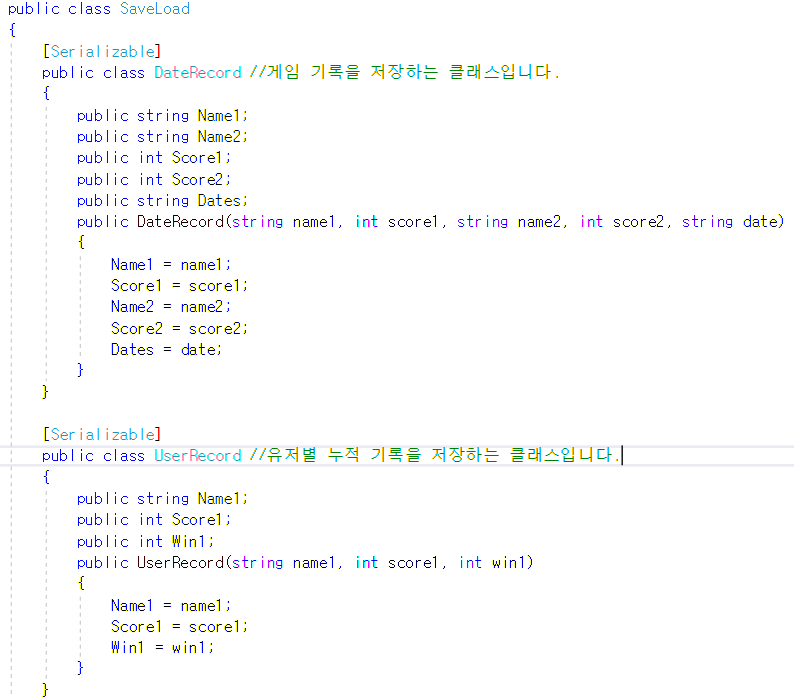 public class SaveLoad
{
[Serializable]
public class DateRecord //게임 기록을 저장하는 클래스입니다.
{
public string Name1;
public string Name2;
public int Score1;
public int Score2;
public string Dates;
public DateRecord(string name1, int score1, string name2, int score2, string date)
{
Name1 = name1;
Score1 = score1;
Name2 = name2;
Score2 = score2;
Dates = date;
}
}
[Serializable]
public class UserRecord //유저별 누적 기록을 저장하는 클래스입니다.
{
public string Name1;
public int Score1;
public int Win1;
public UserRecord(string name1, int score1, int win1)
{
Name1 = name1;
Score1 = score1;
Win1 = win1;
}
}